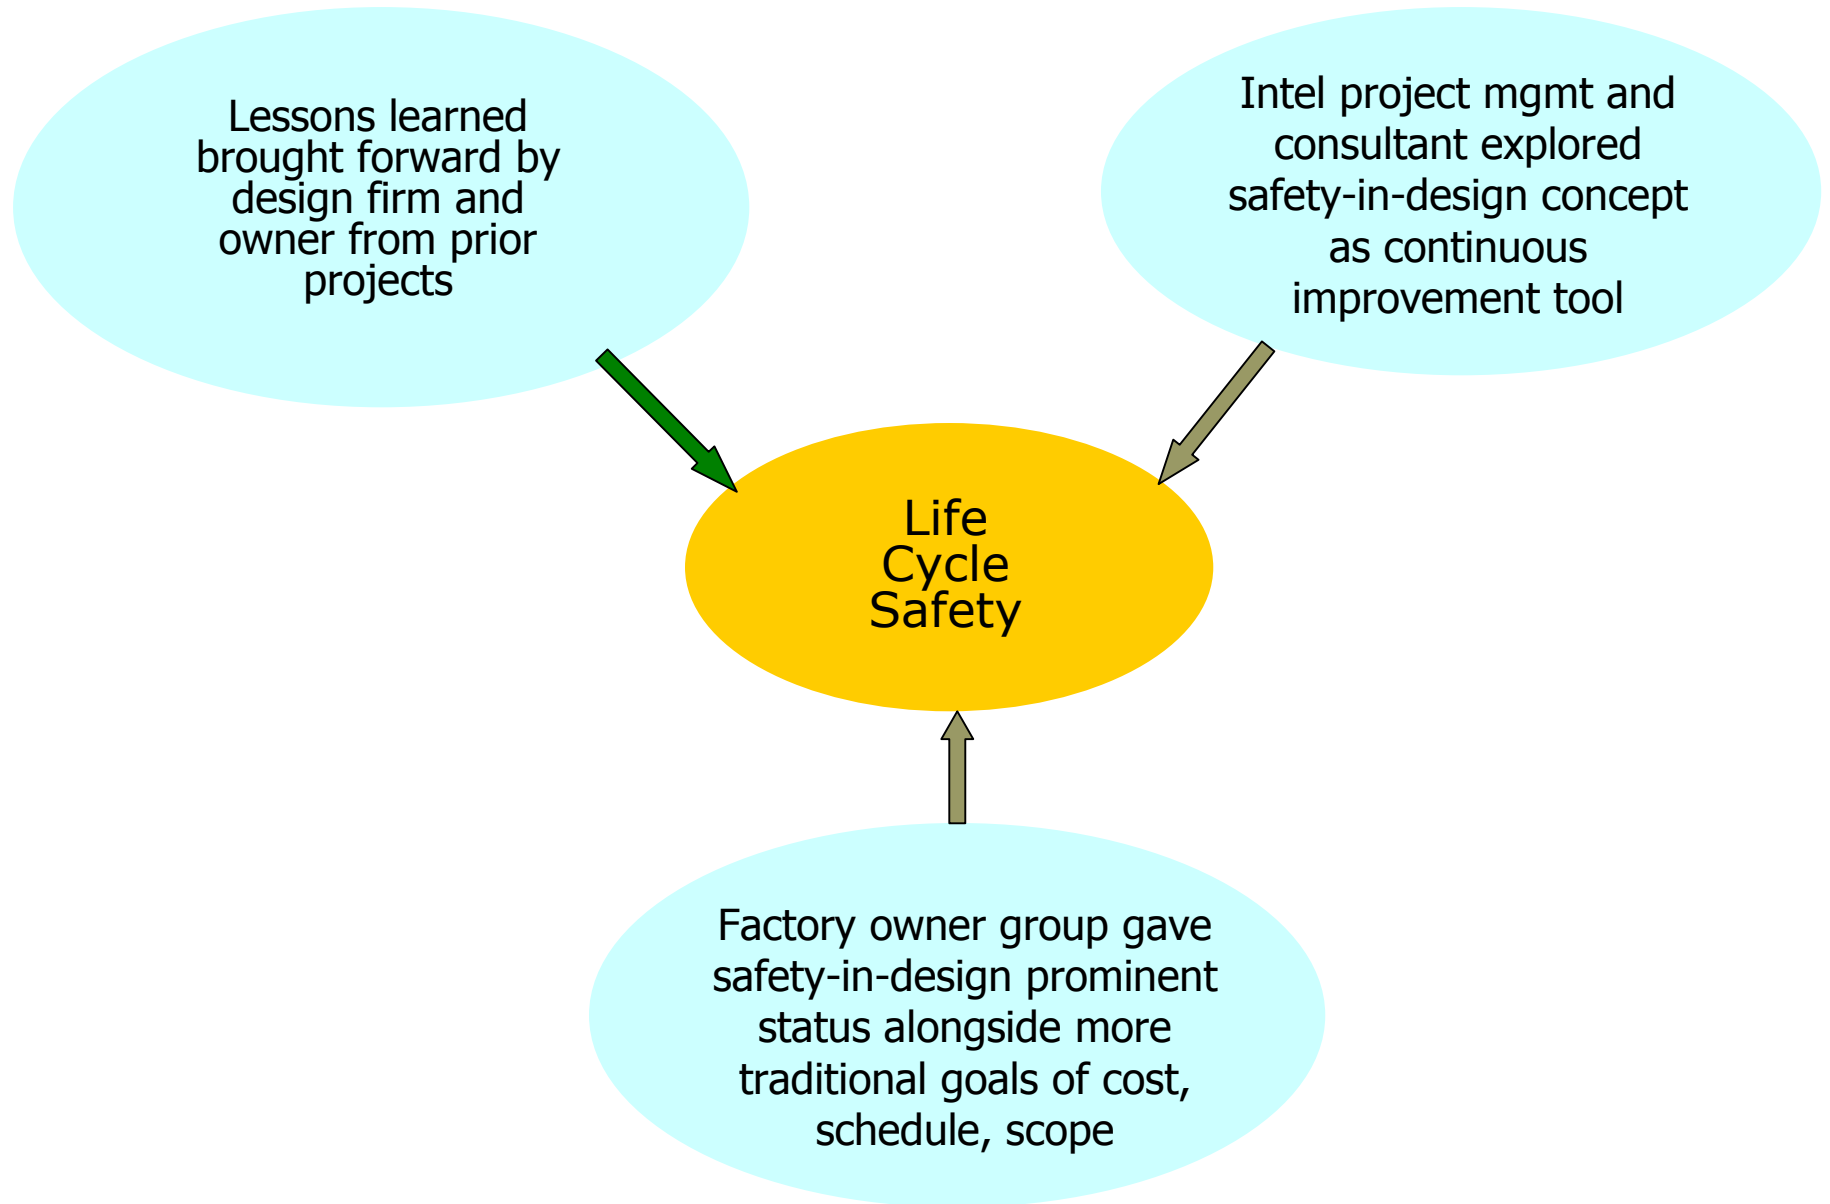 Lessons learned
brought forward by
design firm and
owner from prior
projects
Intel project mgmt and
consultant explored
safety-in-design concept
as continuous
improvement tool
Life
Cycle
Safety
Factory owner group gave
safety-in-design prominent
status alongside more
traditional goals of cost,
schedule, scope